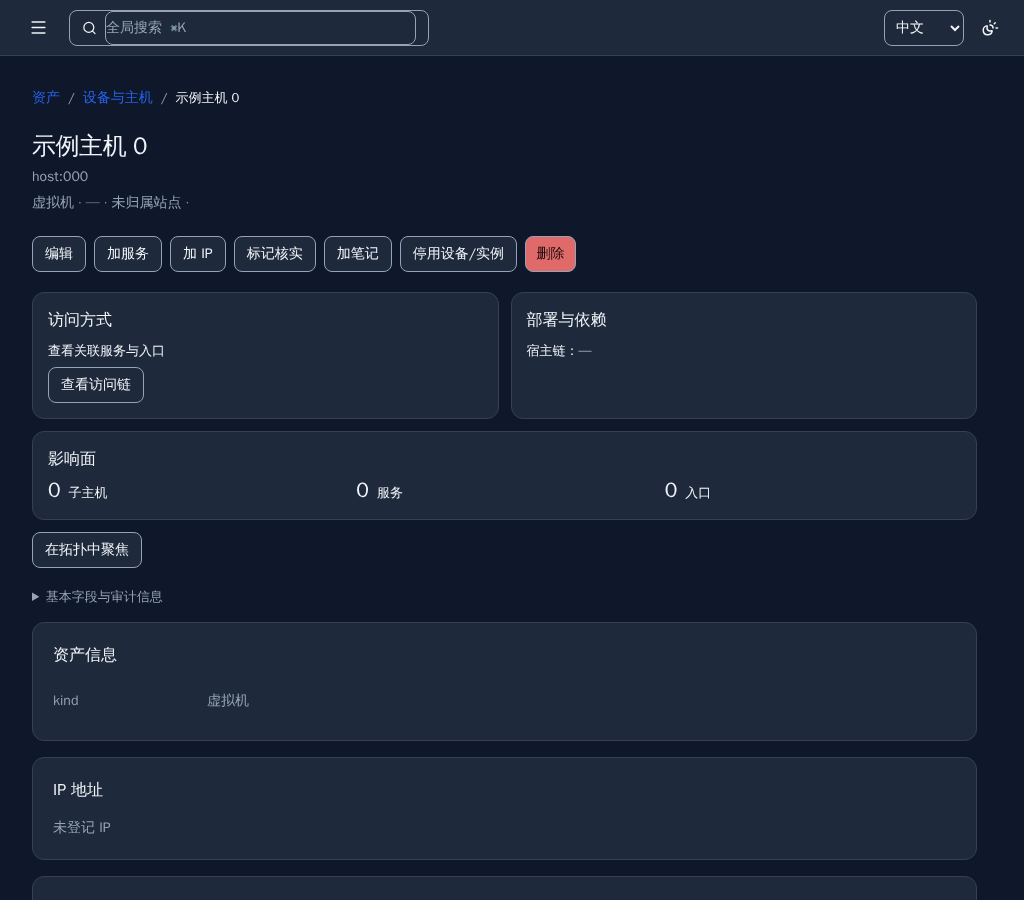 全局搜索 ⌘K
中文
资产 / 设备与主机 / 示例主机 0
示例主机 0
host:000
虚拟机 · — · 未归属站点 ·
编辑 加服务 加 IP 标记核实 加笔记 停用设备/实例 删除
访问方式
查看关联服务与入口
查看访问链
部署与依赖
宿主链：—
影响面
0 子主机 0 服务 0 入口
在拓扑中聚焦
基本字段与审计信息
资产信息
kind 虚拟机
IP 地址
未登记 IP